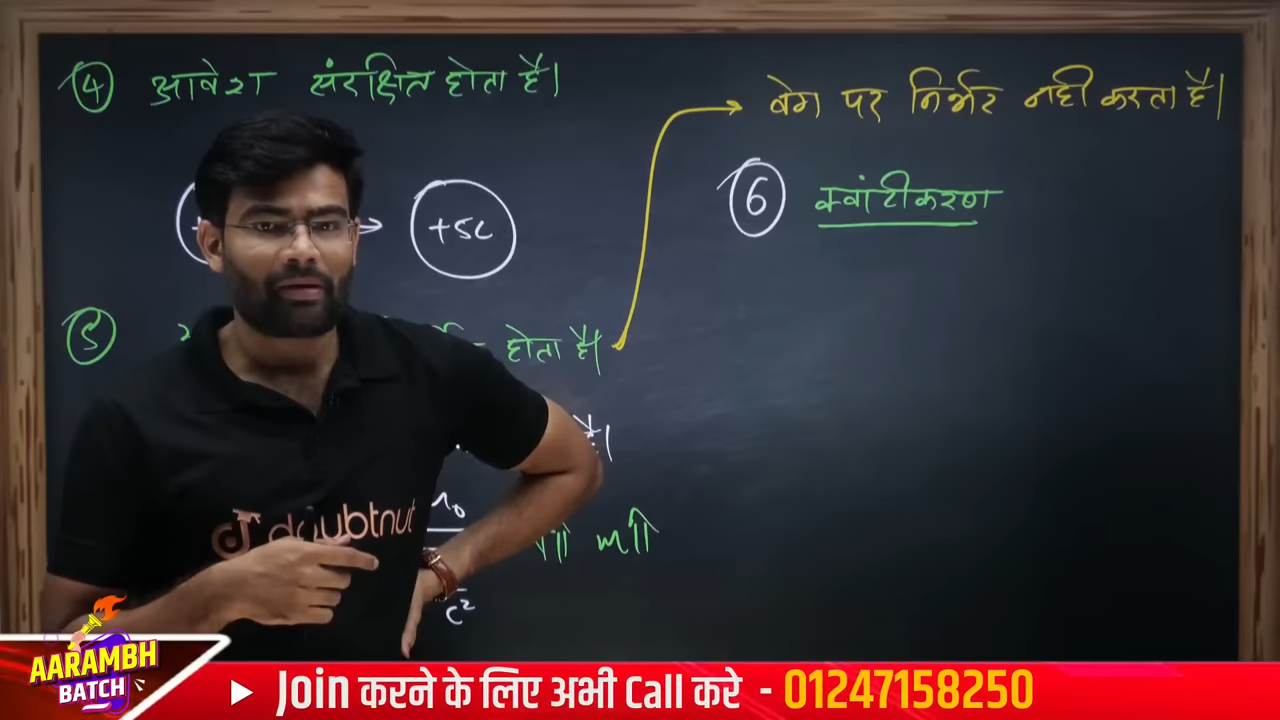 ④ आवेश संरक्षित होता है।
+5C
⑤ होता है।
c²
वेग पर निर्भर नही करता है।
⑥ क्वांटीकरण
doubtnut
AARAMBH
BATCH
Join करने के लिए अभी Call करे - 01247158250